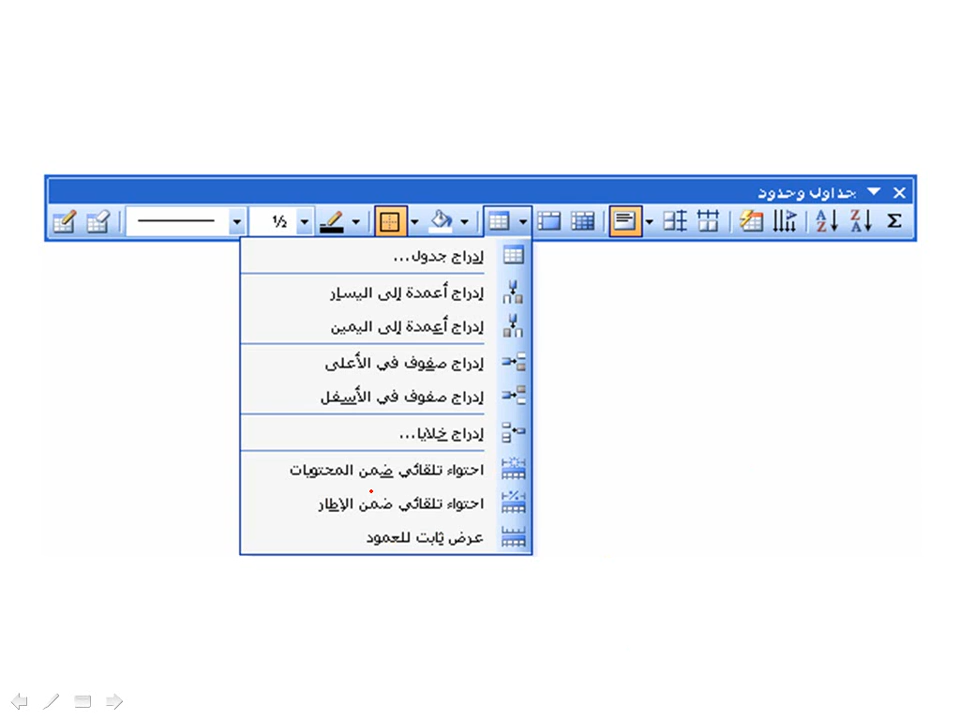 جداول وحدود
½
إدراج جدول...
إدراج أعمدة إلى اليسار
إدراج أعمدة إلى اليمين
إدراج صفوف في الأعلى
إدراج صفوف في الأسفل
إدراج خلايا...
احتواء تلقائي ضمن المحتويات
احتواء تلقائي ضمن الإطار
عرض ثابت للعمود